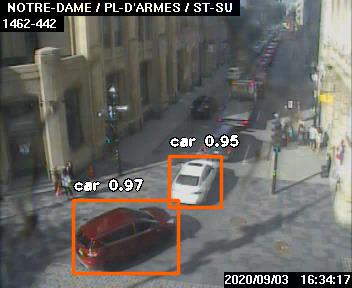 NOTRE-DAME / PL-D'ARMES / ST-SU
1462-442
car 0.95
car 0.97
2020/09/03 16:34:17